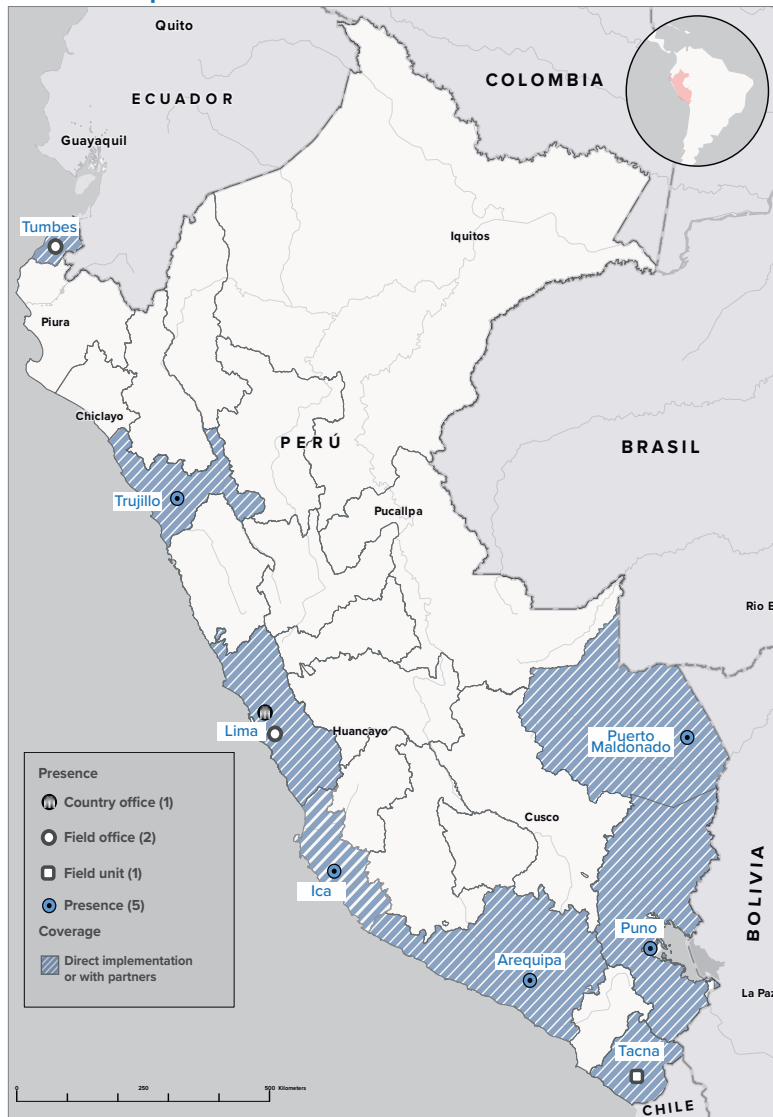 Quito
COLOMBIA
ECUADOR
Guayaquil
Tumbes
Iquitos
Piura
Chiclayo
PERÚ
BRASIL
Trujillo
Pucallpa
Rio B
Lima
Huancayo
Puerto
Maldonado
Presence
Country office (1)
Field office (2)
Field unit (1)
Presence (5)
Coverage
Direct implementation
or with partners
Cusco
Ica
BOLIVIA
Puno
Arequipa
La Paz
Tacna
0
250
500 Kilometers
CHILE